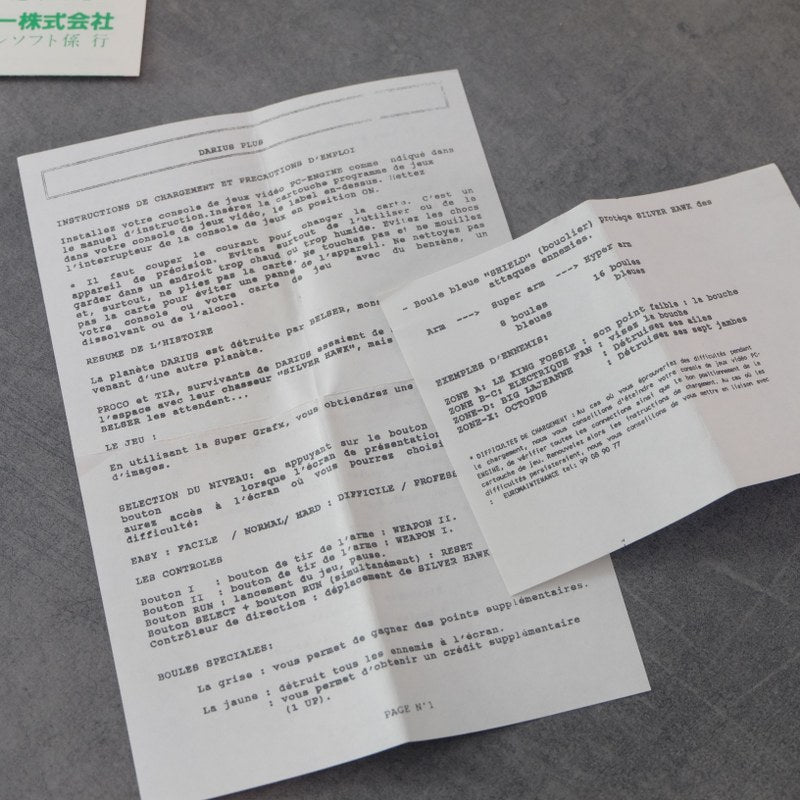 ー株式会社
ソフト係 行
DARIUS PLUS
INSTRUCTIONS DE CHARGEMENT ET PRECAUTIONS D'EMPLOI
Installez votre console de jeux vidéo PC-ENGINE comme ndiqué dans
le manuel d'instruction.Insérez la cartouche programme de jeux
dans votre console de jeux vidéo, le label en-dessus. Mettez
l'interrupteur de la console de jeux en position ON.
* Il faut couper le courant pour changer la carte. C'est un
appareil de précision. Evitez surtout de l'utiliser ou de le
garder dans un endroit trop chaud ou trop humide. Evitez les chocs
et, surtout, ne pliez pas la carte. Ne touchez pas et ne mouillez
pas la carte pour éviter une panne de l'appareil. Ne nettoyez pas
votre console ou votre carte de jeu avec du benzène, un
dissolvant ou de l'alcool.
RESUME DE L'HISTOIRE
La planète DARIUS est détruite par BELSER, mons
venant d'une autre planète.
PROCO et TIA, survivants de DARIUS essaient de
l'espace avec leur chasseur "SILVER HAWK", mais
BELSER les attendent...
LE JEU :
En utilisant la Super Grafx, vous obtiendrez une
d'images.
SELECTION DU NIVEAU: en appuyant sur le bouton
bouton lorsque l'écran de présentation
aurez accès à l'écran où vous pourrez choisi
difficulté:
EASY : FACILE / NORMAL/ HARD : DIFFICILE / PROFES
LES CONTROLES
Bouton I : bouton de tir de l'arme : WEAPON II.
Bouton II : bouton de tir de l'arme : WEAPON I.
Bouton RUN : lancement du jeu, pause.
Bouton SELECT + bouton RUN (simultanément) : RESET
Contrôleur de direction : déplacement de SILVER HAWK
BOULES SPECIALES:
La grise : vous permet de gagner des points supplémentaires.
La jaune : détruit tous les ennemis à l'écran.
: vous permet d'obtenir un crédit supplémentaire
(1 UP).
PAGE N°1
- Boule bleue "SHIELD" (bouclier) protège SILVER HAWK des
attaques ennemies.
Arm ---> Super arm ---> Hyper arm
8 boules 16 boules
bleues bleues
EXEMPLES D'ENNEMIS:
ZONE A: LE KING FOSSLE : son point faible : la bouche
ZONE B-C: ELECTRIQUE FAN : visez la bouche
ZONE-D: BIG LAJEANNE : Détruisez ses ailes
ZONE-X: OCTOPUS : Détruisez ses sept jambes
* DIFFICULTES DE CHARGEMENT : Au cas où vous éprouveriez des difficultés pendant
le chargement, nous vous conseillons d'éteindre votre console de jeux vidéo PC-
ENGINE, de vérifier toutes les connections ainsi que le bon positionnement de la
cartouche de jeu. Renouvelez alors les instructions de chargement. Au cas où les
difficultés persisteraient, nous vous conseillons de vous mettre en liaison avec
: EUROMAINTENANCE tel: 99 08 90 77